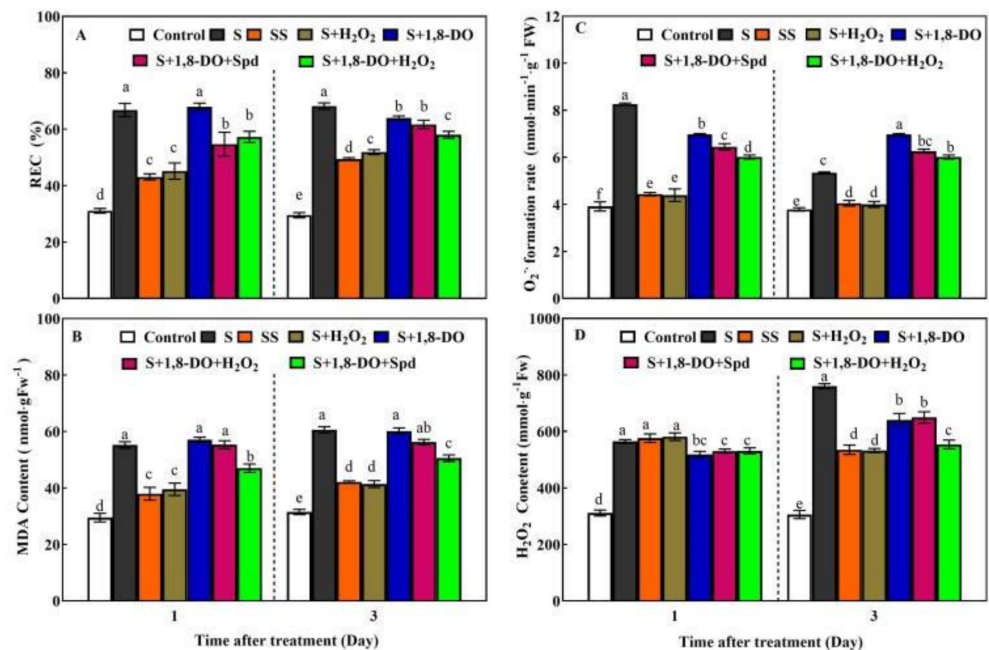 A Control S SS S+H₂O₂ S+1,8-DO
S+1,8-DO+Spd S+1,8-DO+H₂O₂
REC (%)
100
80
60
40
20
0
d a c c a b b
e a d c b b c
C Control S SS S+H₂O₂ S+1,8-DO
S+1,8-DO+Spd S+1,8-DO+H₂O₂
O₂⁻· formation rate (nmol·min⁻¹·g⁻¹ FW)
12
10
8
6
4
2
0
f a e e b c d
e c d d a bc b
B Control S SS S+H₂O₂ S+1,8-DO
S+1,8-DO+H₂O₂ S+1,8-DO+Spd
MDA Content ( nmol·gFw⁻¹)
100
80
60
40
20
0
d a c c a a b
e a d d a ab c
1 3
Time after treatment (Day)
D Control S SS S+H₂O₂ S+1,8-DO
S+1,8-DO+Spd S+1,8-DO+H₂O₂
H₂O₂ Conetent (mmol·g⁻¹Fw)
1000
800
600
400
200
0
d a a a bc c c
e a d d b b c
1 3
Time after treatment (Day)